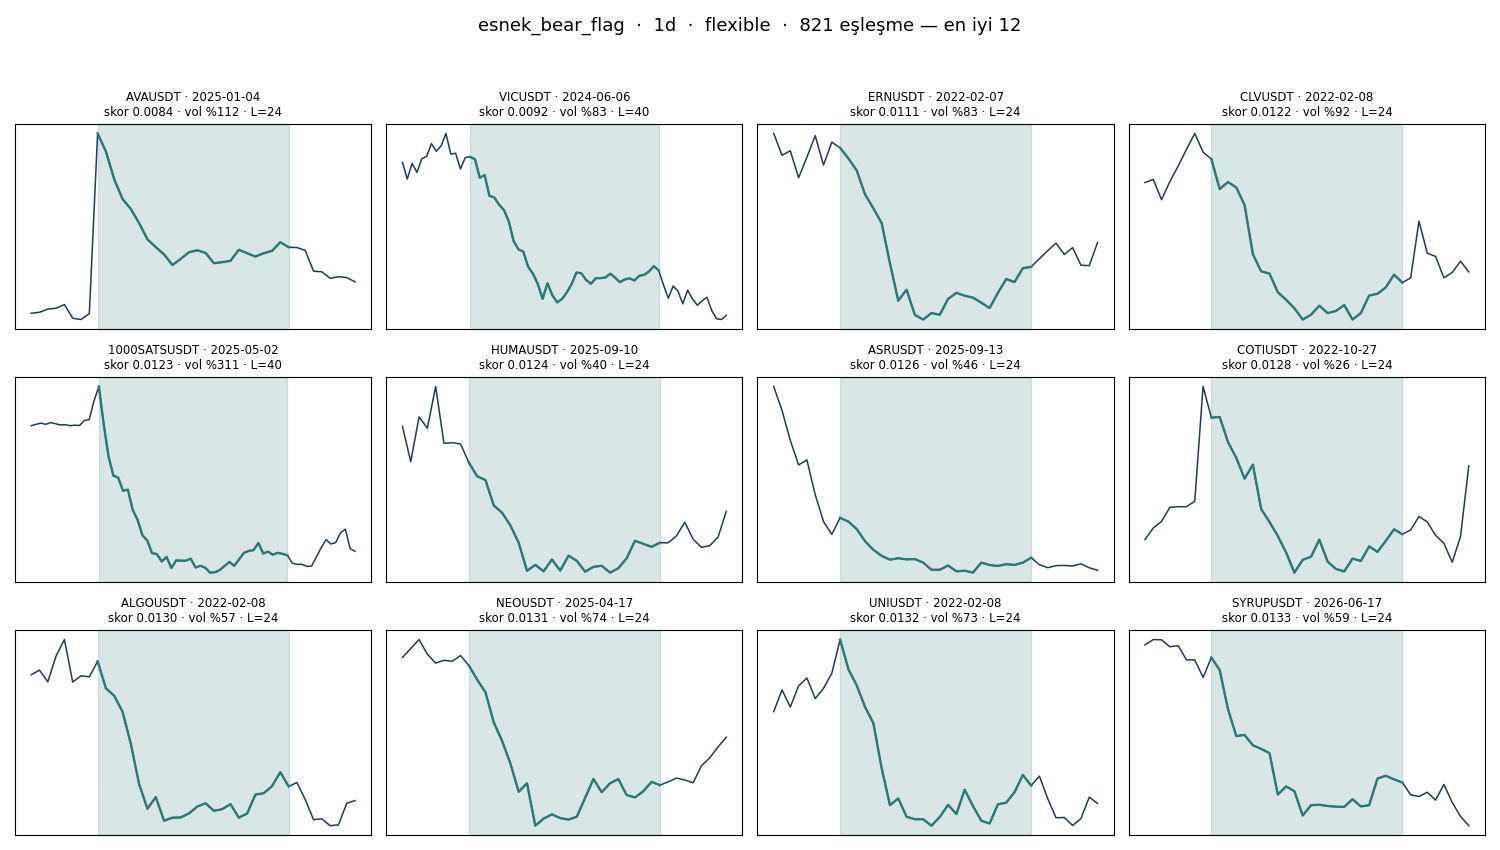 esnek_bear_flag · 1d · flexible · 821 eşleşme — en iyi 12
AVAUSDT · 2025-01-04
skor 0.0084 · vol %112 · L=24
VICUSDT · 2024-06-06
skor 0.0092 · vol %83 · L=40
ERNUSDT · 2022-02-07
skor 0.0111 · vol %83 · L=24
CLVUSDT · 2022-02-08
skor 0.0122 · vol %92 · L=24
1000SATSUSDT · 2025-05-02
skor 0.0123 · vol %311 · L=40
HUMAUSDT · 2025-09-10
skor 0.0124 · vol %40 · L=24
ASRUSDT · 2025-09-13
skor 0.0126 · vol %46 · L=24
COTIUSDT · 2022-10-27
skor 0.0128 · vol %26 · L=24
ALGOUSDT · 2022-02-08
skor 0.0130 · vol %57 · L=24
NEOUSDT · 2025-04-17
skor 0.0131 · vol %74 · L=24
UNIUSDT · 2022-02-08
skor 0.0132 · vol %73 · L=24
SYRUPUSDT · 2026-06-17
skor 0.0133 · vol %59 · L=24